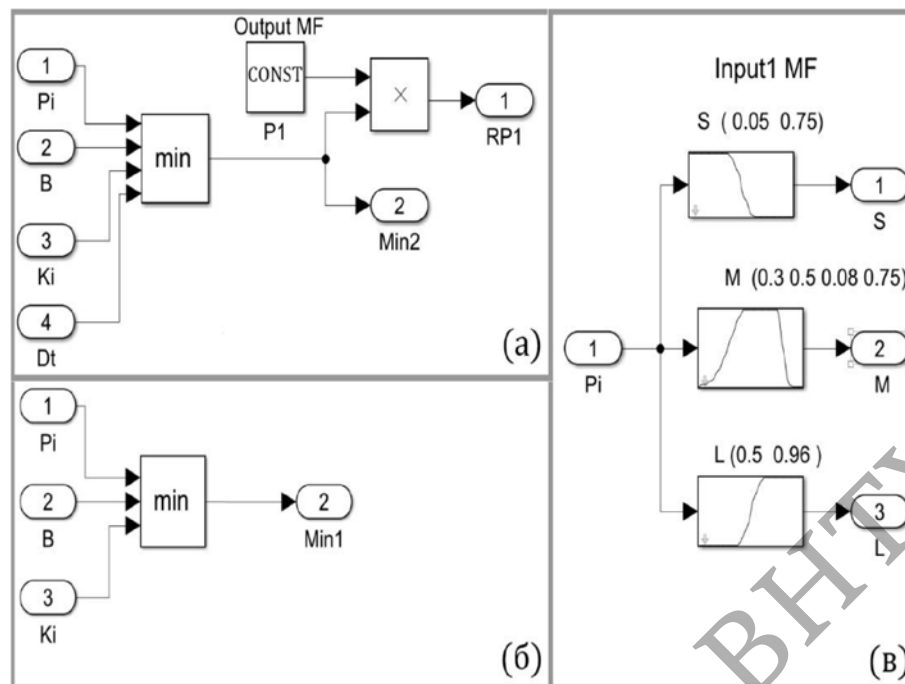 Output MF
1
Pi
2
B
3
Ki
4
Dt
min
CONST
P1
×
1
RP1
2
Min2
(а)
1
Pi
2
B
3
Ki
min
2
Min1
(б)
Input1 MF
S ( 0.05 0.75)
1
S
M (0.3 0.5 0.08 0.75)
1
Pi
2
M
L (0.5 0.96 )
3
L
(в)
ВНТУ